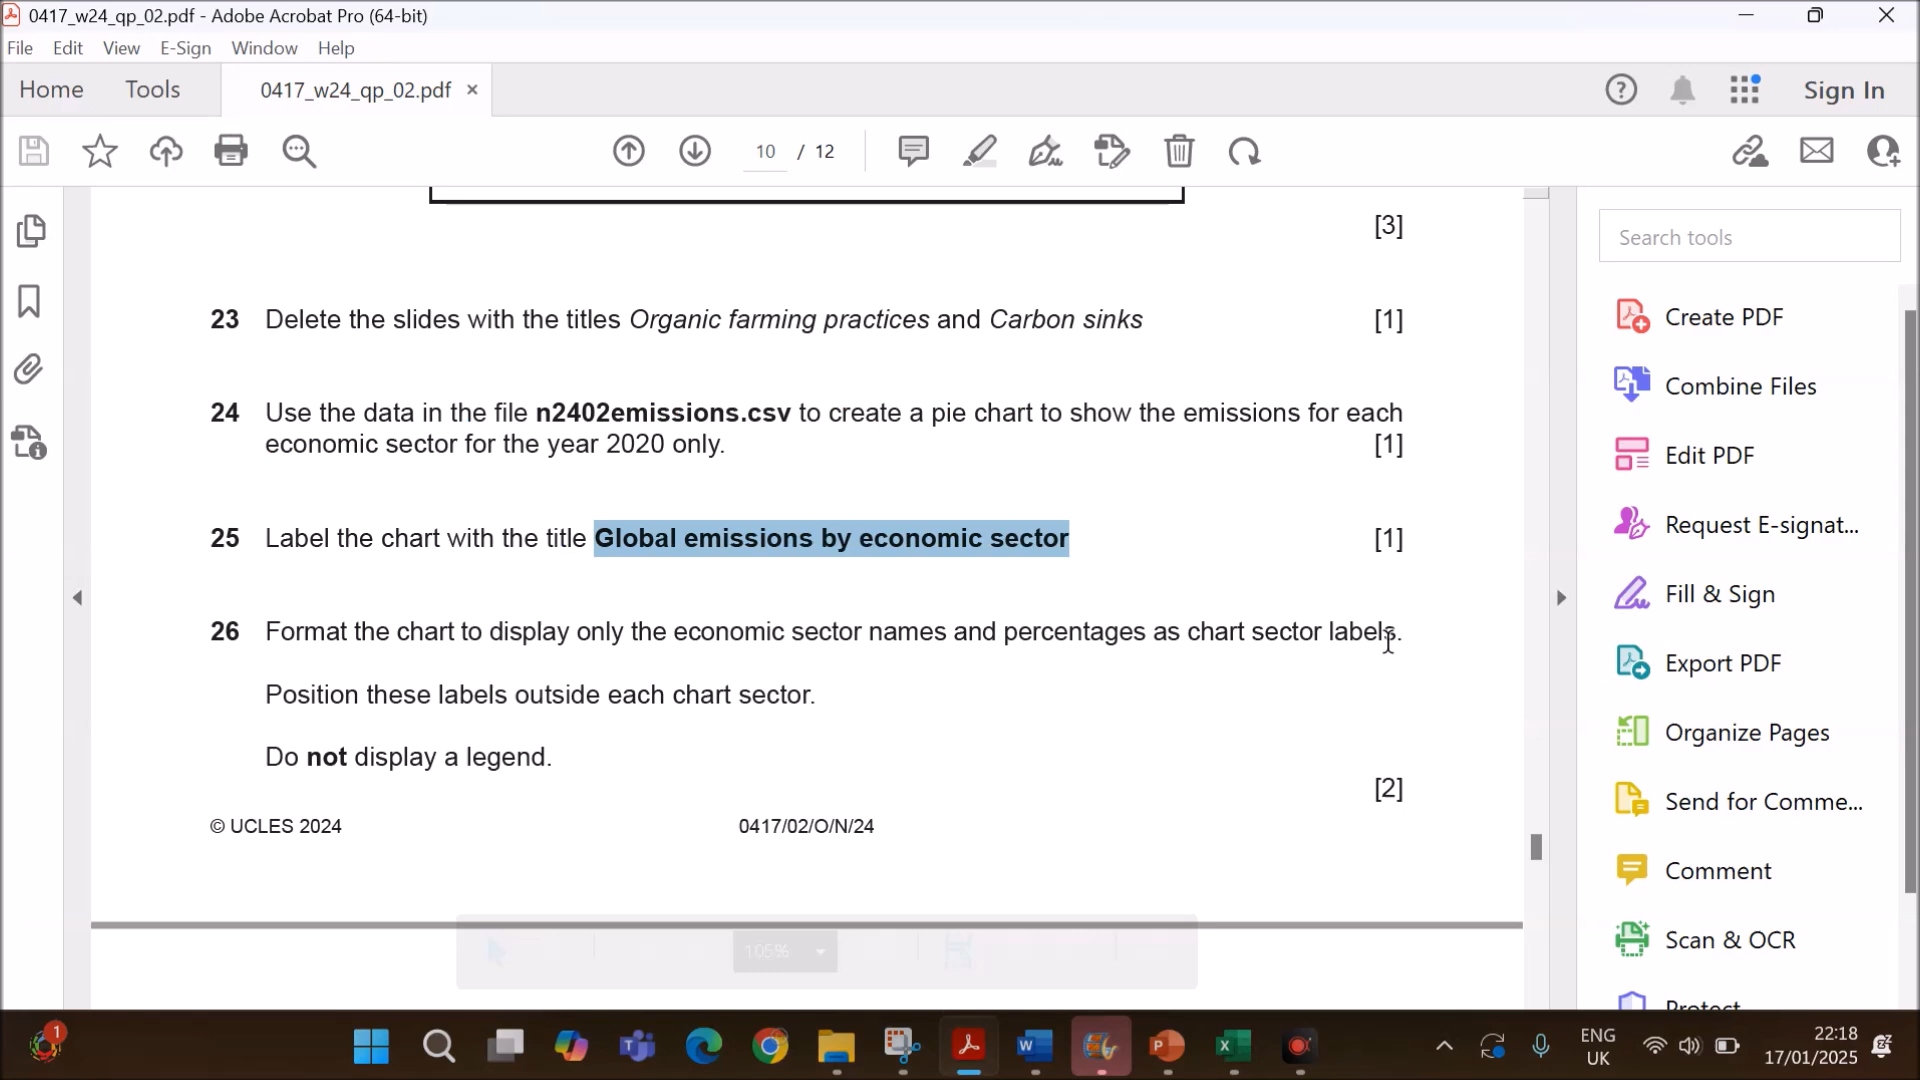 0417_w24_qp_02.pdf - Adobe Acrobat Pro (64-bit)
File Edit View E-Sign Window Help
Home Tools 0417_w24_qp_02.pdf × Sign In
10 / 12
[3]
23 Delete the slides with the titles Organic farming practices and Carbon sinks [1]
24 Use the data in the file n2402emissions.csv to create a pie chart to show the emissions for each
economic sector for the year 2020 only. [1]
25 Label the chart with the title Global emissions by economic sector [1]
26 Format the chart to display only the economic sector names and percentages as chart sector labels.
Position these labels outside each chart sector.
Do not display a legend.
[2]
© UCLES 2024 0417/02/O/N/24
105%
Search tools
Create PDF
Combine Files
Edit PDF
Request E-signat...
Fill & Sign
Export PDF
Organize Pages
Send for Comme...
Comment
Scan & OCR
Protect
1
ENG
UK
22:18
17/01/2025